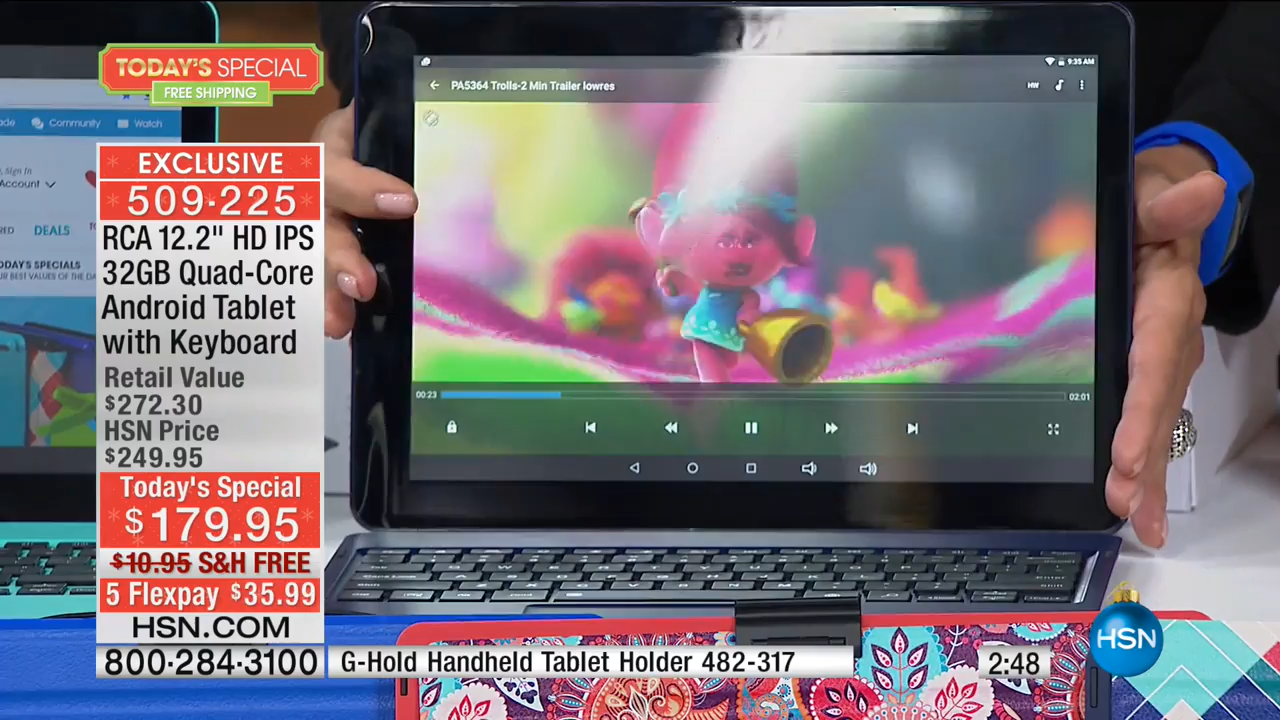 TODAY'S SPECIAL
FREE SHIPPING
EXCLUSIVE
509-225
RCA 12.2" HD IPS
32GB Quad-Core
Android Tablet
with Keyboard
Retail Value
$272.30
HSN Price
$249.95
Today's Special
$179.95
$10.95 S&H FREE
5 Flexpay $35.99
HSN.COM
800-284-3100
G-Hold Handheld Tablet Holder 482-317
2:48
HSN
9:35 AM
PA5364 Trolls-2 Min Trailer lowres
HW
00:23
02:01
Community
Watch
Sign In
Account
DEALS